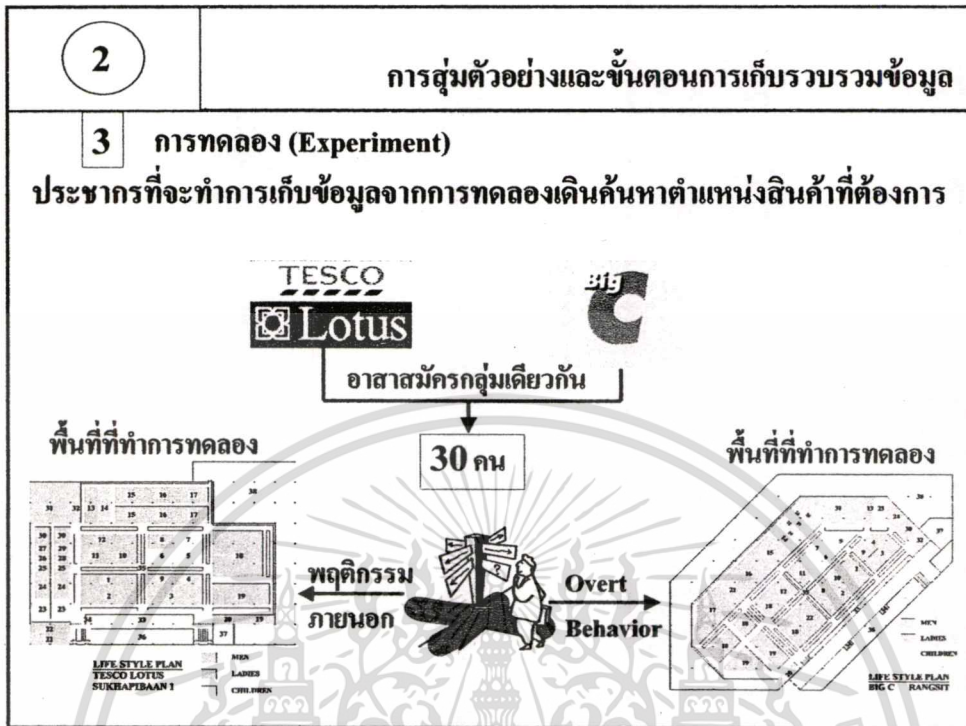 2
การสุ่มตัวอย่างและขั้นตอนการเก็บรวบรวมข้อมูล
3 การทดลอง (Experiment)
ประชากรที่จะทำการเก็บข้อมูลจากการทดลองเดินค้นหาตำแหน่งสินค้าที่ต้องการ
TESCO
Lotus
Big C
อาสาสมัครกลุ่มเดียวกัน
30 คน
พื้นที่ที่ทำการทดลอง
พื้นที่ที่ทำการทดลอง
พฤติกรรม
ภายนอก
Overt
Behavior
LIFE STYLE PLAN
TESCO LOTUS
SUKHAPIBAAN 1
MEN
LADIES
CHILDREN
MEN
LADIES
CHILDREN
LIFE STYLE PLAN
BIG C RANGSIT